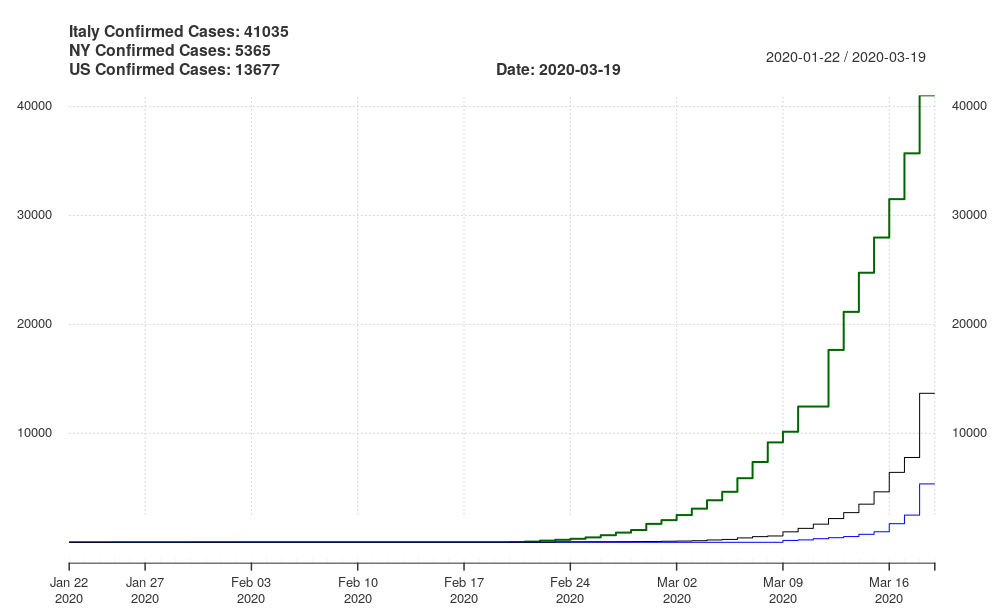 Italy Confirmed Cases: 41035
NY Confirmed Cases: 5365
US Confirmed Cases: 13677
Date: 2020-03-19
2020-01-22 / 2020-03-19
40000 40000
30000 30000
20000 20000
10000 10000
Jan 22 Jan 27 Feb 03 Feb 10 Feb 17 Feb 24 Mar 02 Mar 09 Mar 16
2020 2020 2020 2020 2020 2020 2020 2020 2020